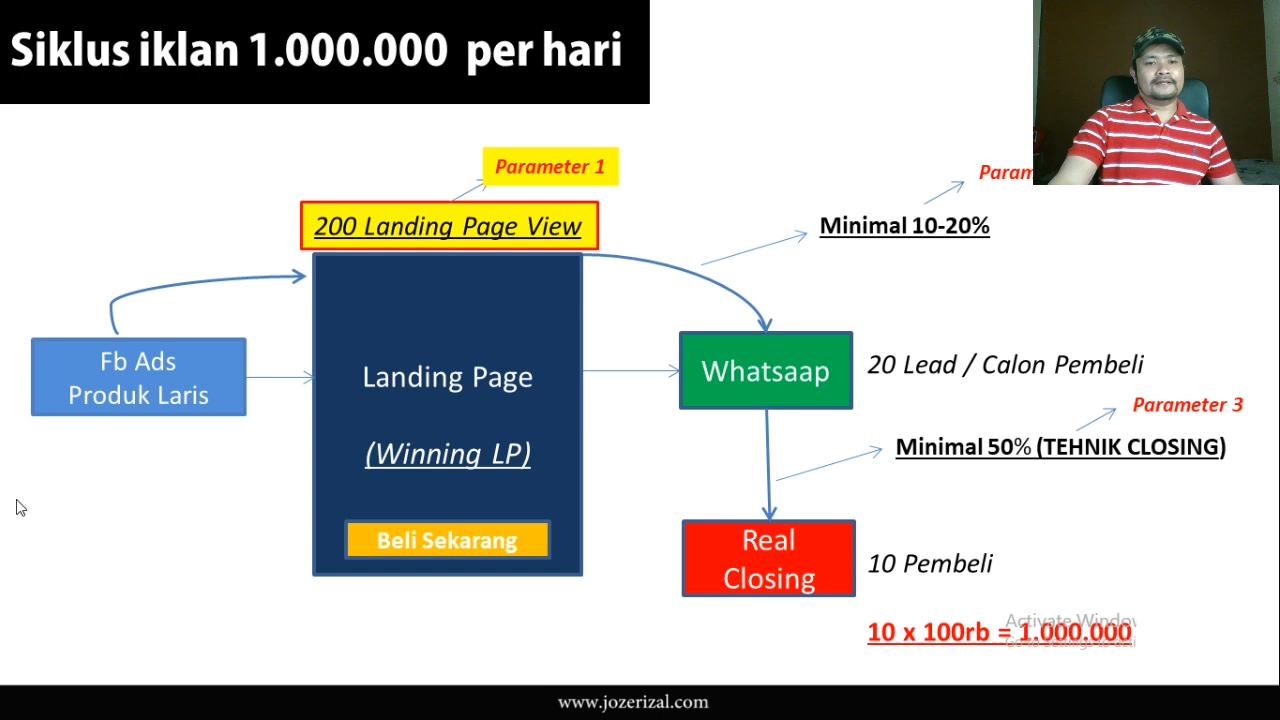 Siklus iklan 1.000.000 per hari
Parameter 1
200 Landing Page View
Minimal 10-20%
Fb Ads
Produk Laris
Landing Page
(Winning LP)
Beli Sekarang
Whatsaap
20 Lead / Calon Pembeli
Parameter 3
Minimal 50% (TEHNIK CLOSING)
Real
Closing
10 Pembeli
10 x 100rb = 1.000.000
www.jozerizal.com